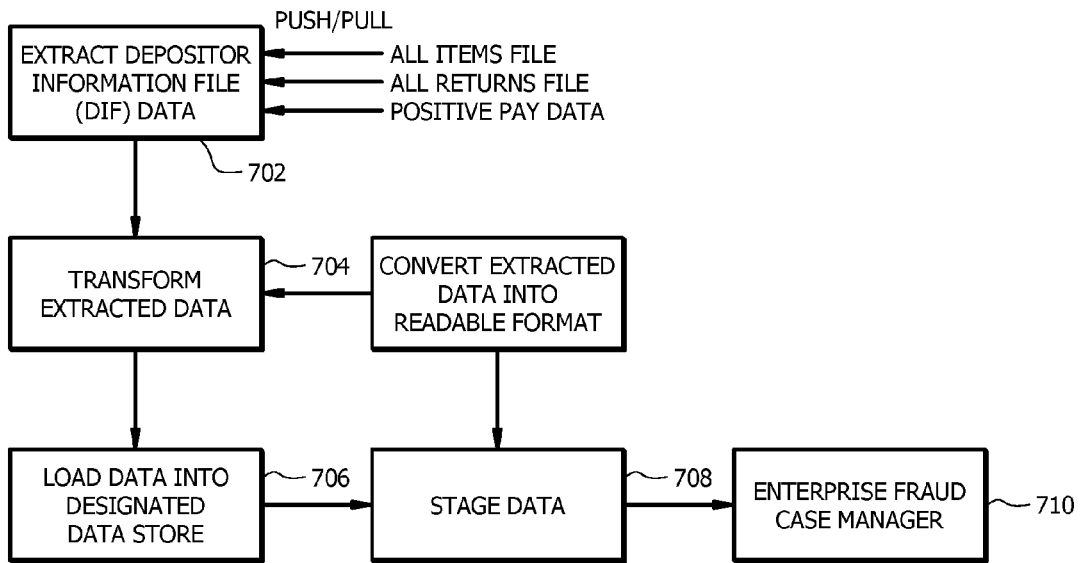 PUSH/PULL
EXTRACT DEPOSITOR
INFORMATION FILE
(DIF) DATA
ALL ITEMS FILE
ALL RETURNS FILE
POSITIVE PAY DATA
702
TRANSFORM
EXTRACTED DATA
704
CONVERT EXTRACTED
DATA INTO
READABLE FORMAT
LOAD DATA INTO
DESIGNATED
DATA STORE
706
STAGE DATA
708
ENTERPRISE FRAUD
CASE MANAGER
710